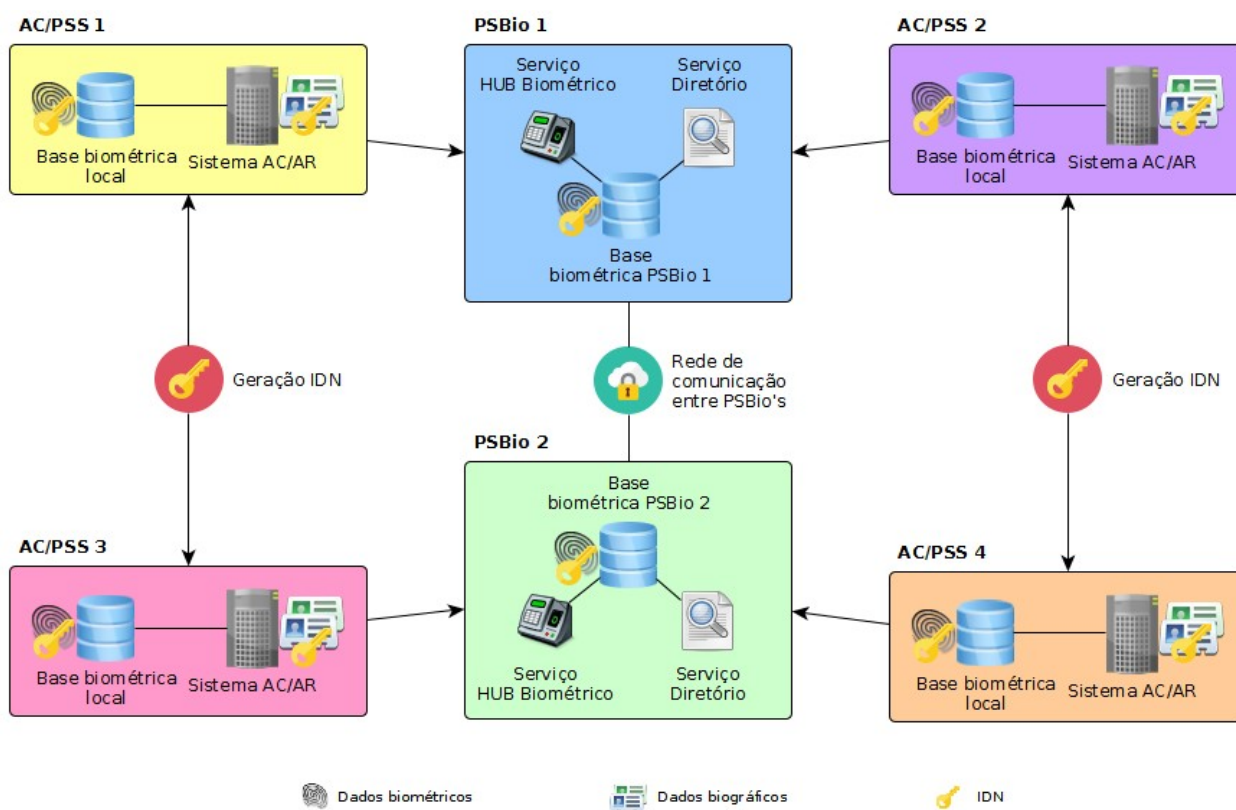 AC/PSS 1
PSBio 1
AC/PSS 2
Serviço
HUB Biométrico
Serviço
Diretório
Base biométrica
local
Sistema AC/AR
Base
biométrica PSBio 1
Base biométrica
local
Sistema AC/AR
Geração IDN
Rede de
comunicação
entre PSBio's
Geração IDN
PSBio 2
AC/PSS 3
AC/PSS 4
Base
biométrica PSBio 2
Base biométrica
local
Sistema AC/AR
Serviço
HUB Biométrico
Serviço
Diretório
Base biométrica
local
Sistema AC/AR
Dados biométricos
Dados biográficos
IDN